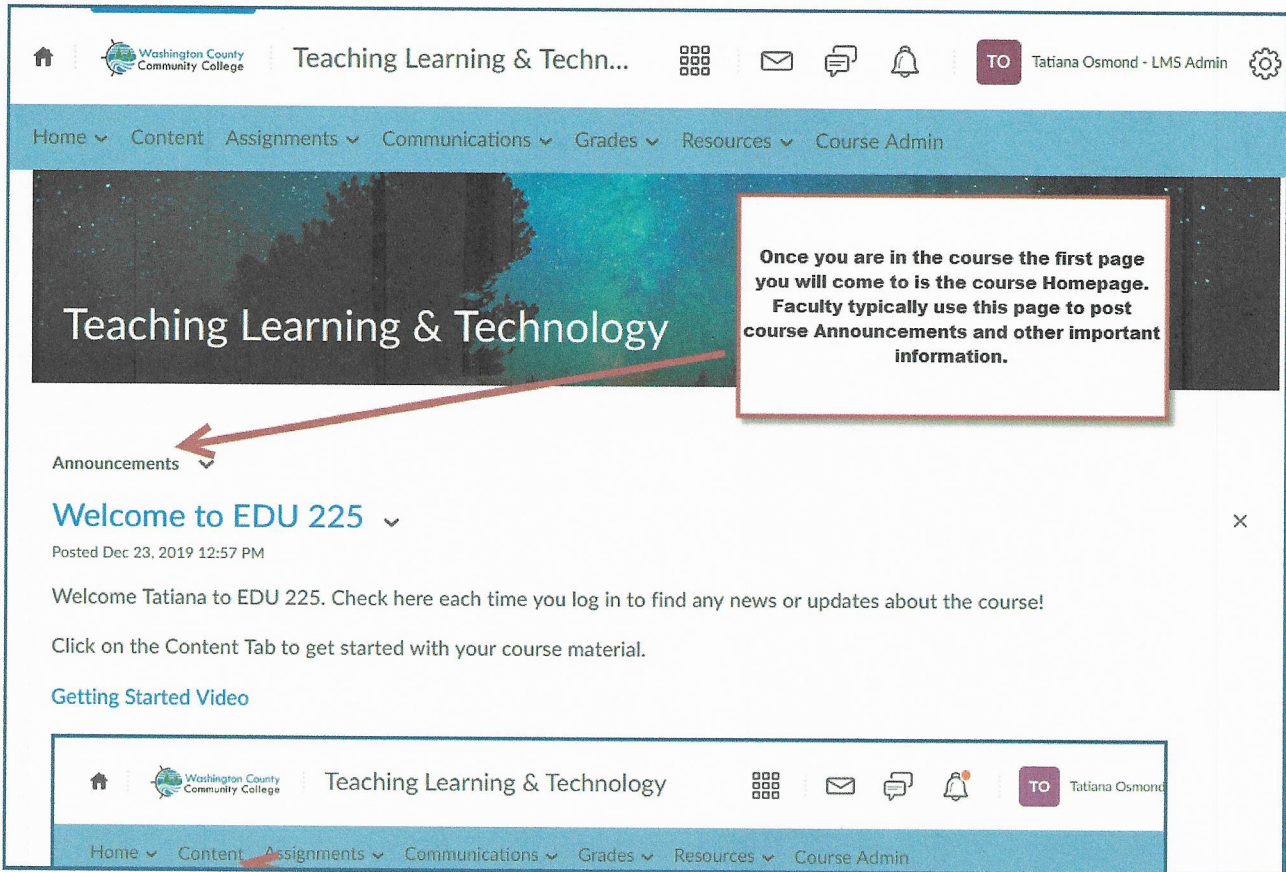 Washington County
Community College
Teaching Learning & Techn...
TO
Tatiana Osmond - LMS Admin
Home Content Assignments Communications Grades Resources Course Admin
Teaching Learning & Technology
Once you are in the course the first page
you will come to is the course Homepage.
Faculty typically use this page to post
course Announcements and other important
information.
Announcements
Welcome to EDU 225
Posted Dec 23, 2019 12:57 PM
Welcome Tatiana to EDU 225. Check here each time you log in to find any news or updates about the course!
Click on the Content Tab to get started with your course material.
Getting Started Video
Washington County
Community College
Teaching Learning & Technology
TO
Tatiana Osmond
Home Content Assignments Communications Grades Resources Course Admin